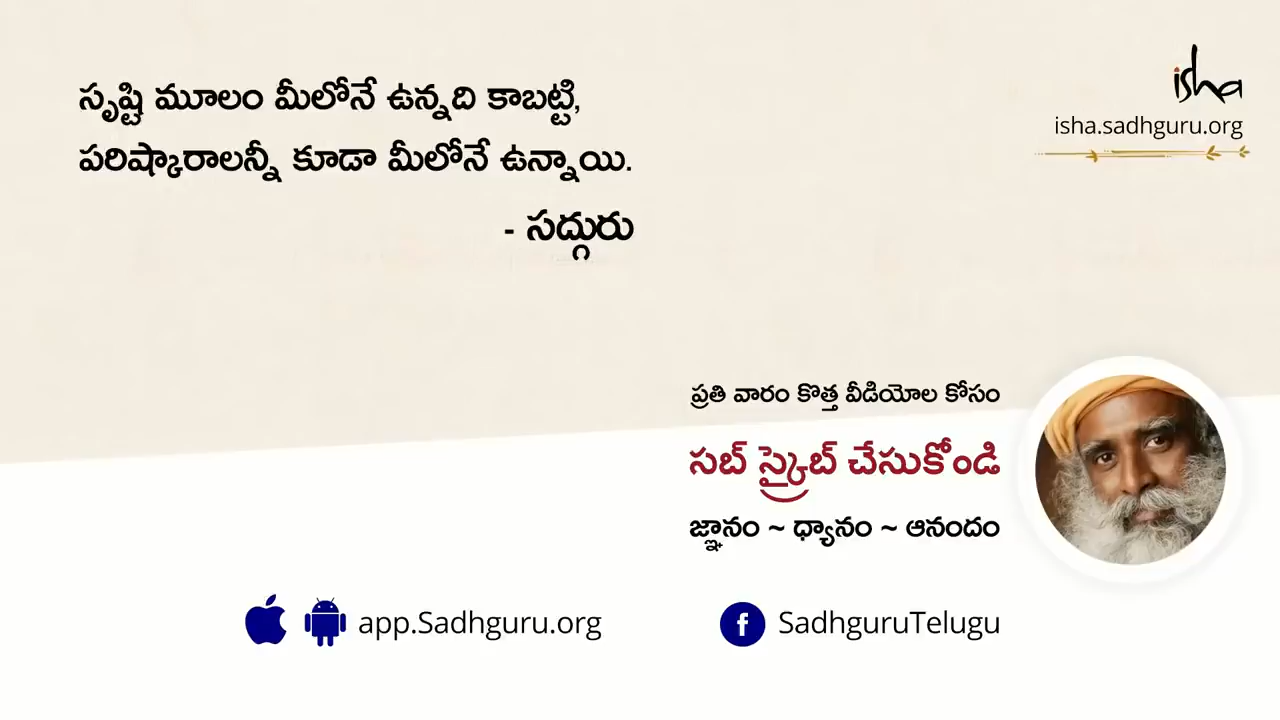 సృష్టి మూలం మీలోనే ఉన్నది కాబట్టి,
పరిష్కారాలన్నీ కూడా మీలోనే ఉన్నాయి.
- సద్గురు
isha
isha.sadhguru.org
ప్రతి వారం కొత్త వీడియోల కోసం
సబ్ స్క్రైబ్ చేసుకోండి
జ్ఞానం ~ ధ్యానం ~ ఆనందం
app.Sadhguru.org
f SadhguruTelugu